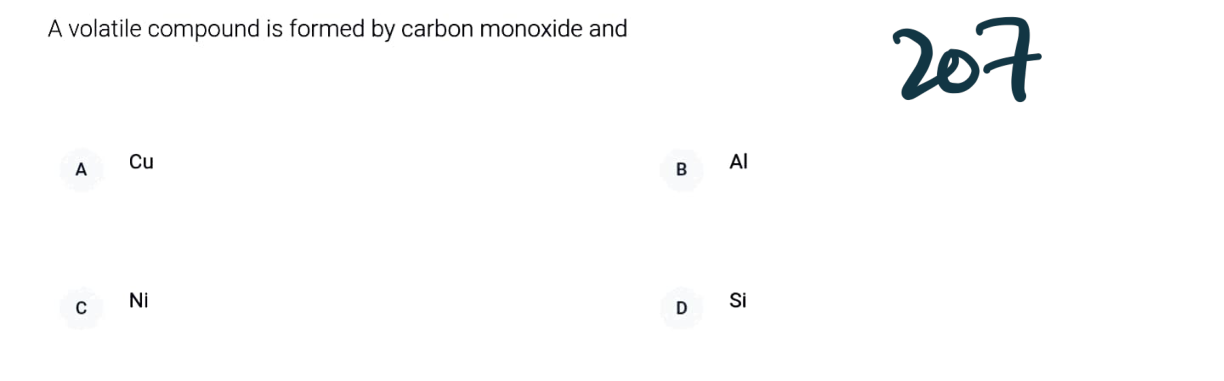 A volatile compound is formed by carbon monoxide and
207
A Cu
B Al
C Ni
D Si